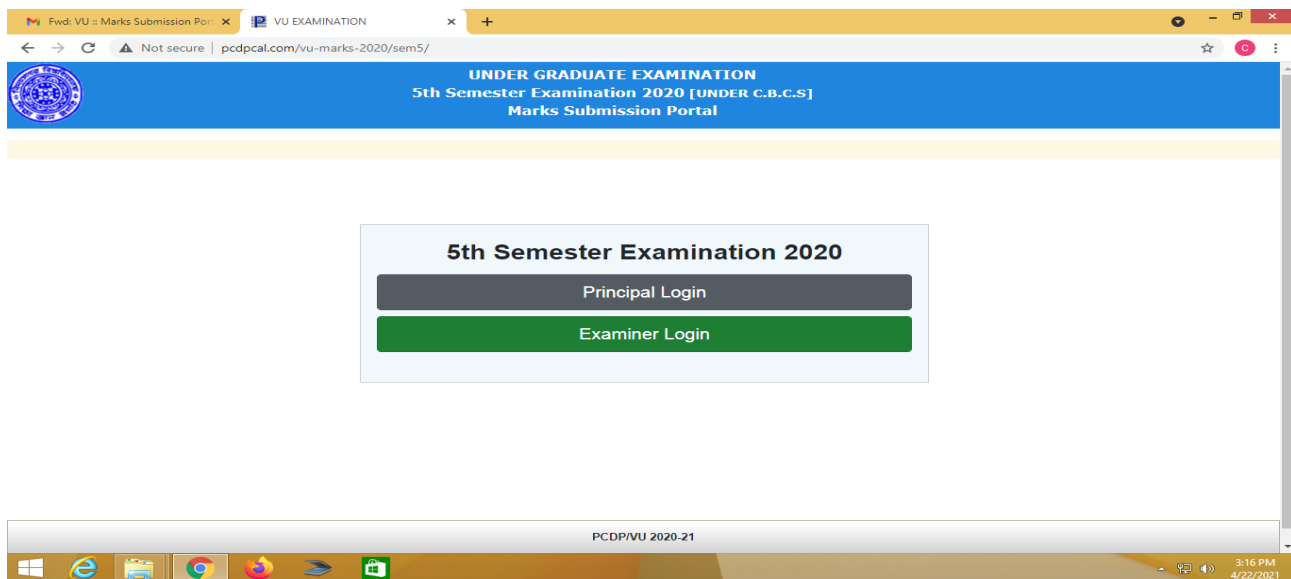 Fwd: VU :: Marks Submission Por
VU EXAMINATION
Not secure | pcdpcal.com/vu-marks-2020/sem5/
C
UNDER GRADUATE EXAMINATION
5th Semester Examination 2020 [UNDER C.B.C.S]
Marks Submission Portal
5th Semester Examination 2020
Principal Login
Examiner Login
PCDP/VU 2020-21
3:16 PM
4/22/2021